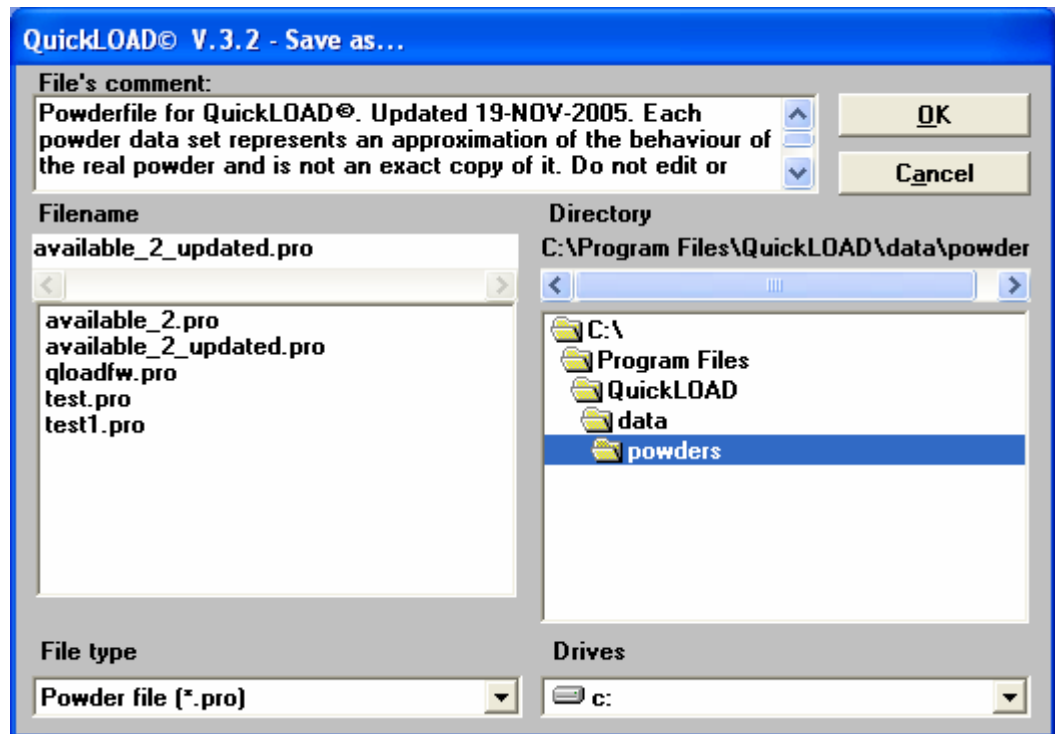 QuickLOAD© V.3.2 - Save as...
File's comment:
Powderfile for QuickLOAD®. Updated 19-NOV-2005. Each
powder data set represents an approximation of the behaviour of
the real powder and is not an exact copy of it. Do not edit or
OK
Cancel
Filename
available_2_updated.pro
available_2.pro
available_2_updated.pro
qloadfw.pro
test.pro
test1.pro
Directory
C:\Program Files\QuickLOAD\data\powder
C:\
Program Files
QuickLOAD
data
powders
File type
Powder file (*.pro)
Drives
c: